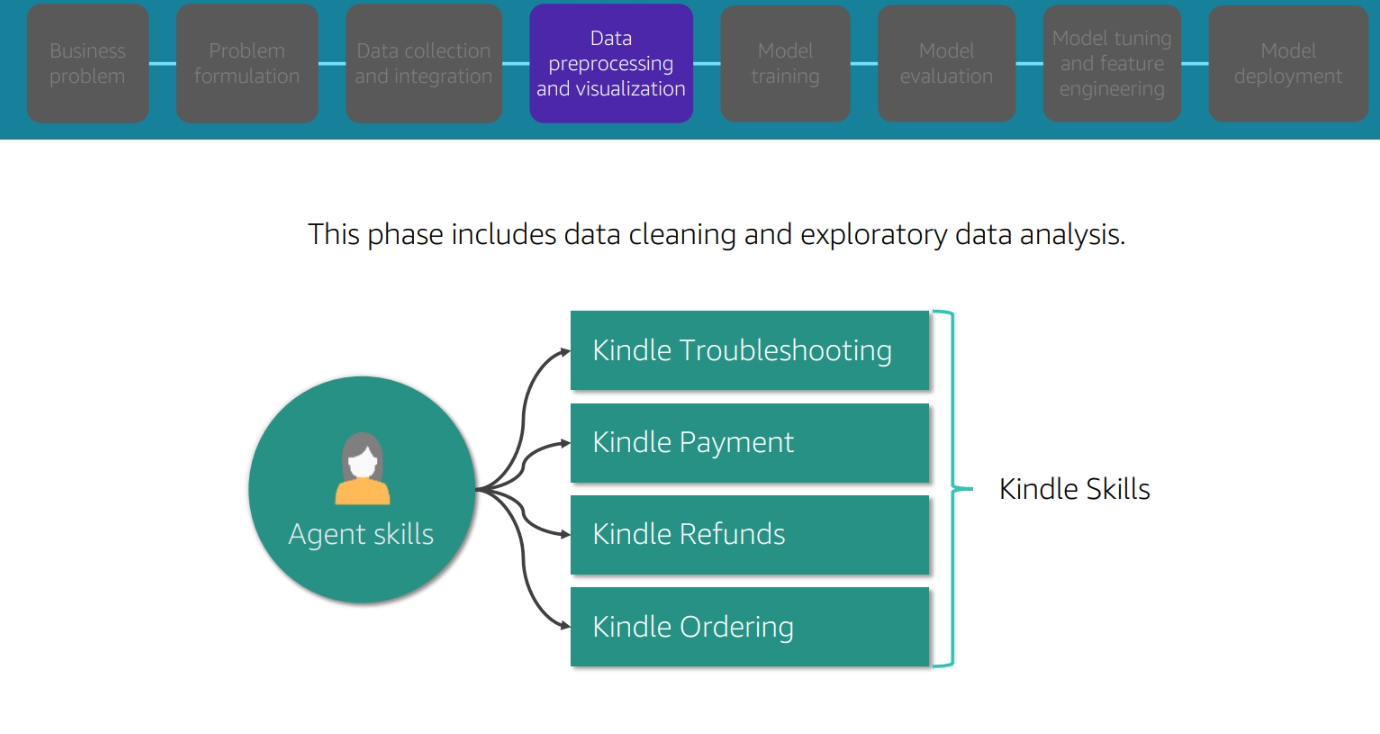 Business
problem
Problem
formulation
Data collection
and integration
Data
preprocessing
and visualization
Model
training
Model
evaluation
Model tuning
and feature
engineering
Model
deployment
This phase includes data cleaning and exploratory data analysis.
Agent skills
Kindle Troubleshooting
Kindle Payment
Kindle Refunds
Kindle Ordering
Kindle Skills